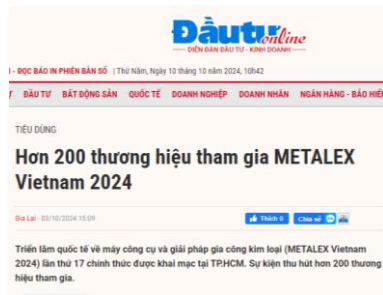 Đầu tư online
DIỄN ĐÀN ĐẦU TƯ - KINH DOANH
- ĐỌC BÁO IN PHIÊN BẢN SỐ | Thứ Năm, Ngày 10 tháng 10 năm 2024, 10h42
ĐẦU TƯ BẤT ĐỘNG SẢN QUỐC TẾ DOANH NGHIỆP DOANH NHÂN NGÂN HÀNG - BẢO HIỂ
TIÊU DÙNG
Hơn 200 thương hiệu tham gia METALEX
Vietnam 2024
Gia Lai - 03/10/2024 15:09 Thích 0 Chia sẻ
Triển lãm quốc tế về máy công cụ và giải pháp gia công kim loại (METALEX Vietnam
2024) lần thứ 17 chính thức được khai mạc tại TP.HCM. Sự kiện thu hút hơn 200 thương
hiệu tham gia.